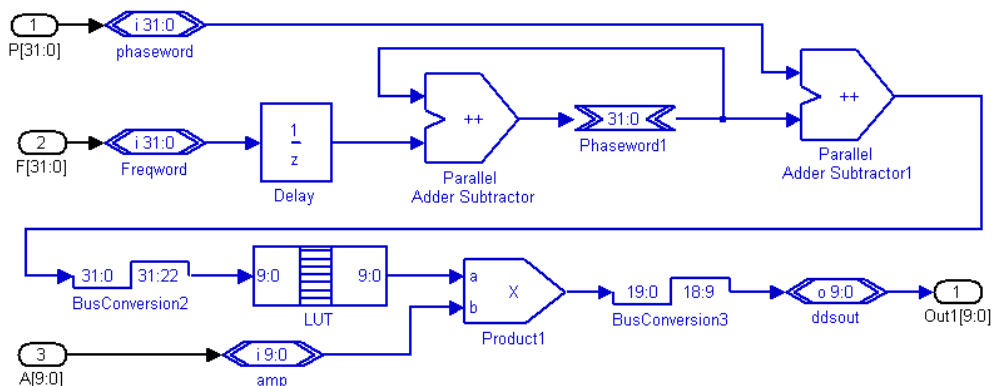 1
P[31:0]
i 31:0
phaseword
++
Parallel
Adder Subtractor1
2
F[31:0]
i 31:0
Freqword
1
z
Delay
++
Parallel
Adder Subtractor
31:0
Phaseword1
31:0 31:22
BusConversion2
9:0 9:0
LUT
a
b
X
Product1
19:0 18:9
BusConversion3
o 9:0
ddsout
1
Out1[9:0]
3
A[9:0]
i 9:0
amp